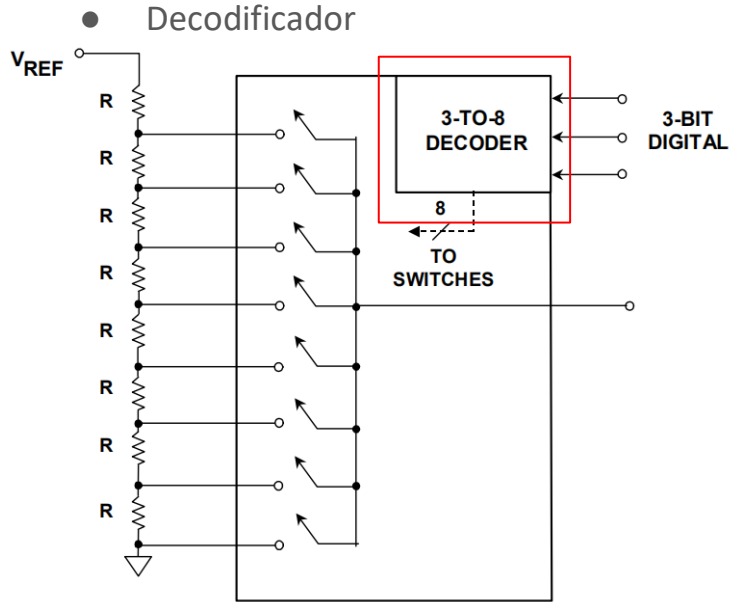 ● Decodificador
VREF
R
R
R
R
R
R
R
R
3-TO-8
DECODER
3-BIT
DIGITAL
8
TO
SWITCHES